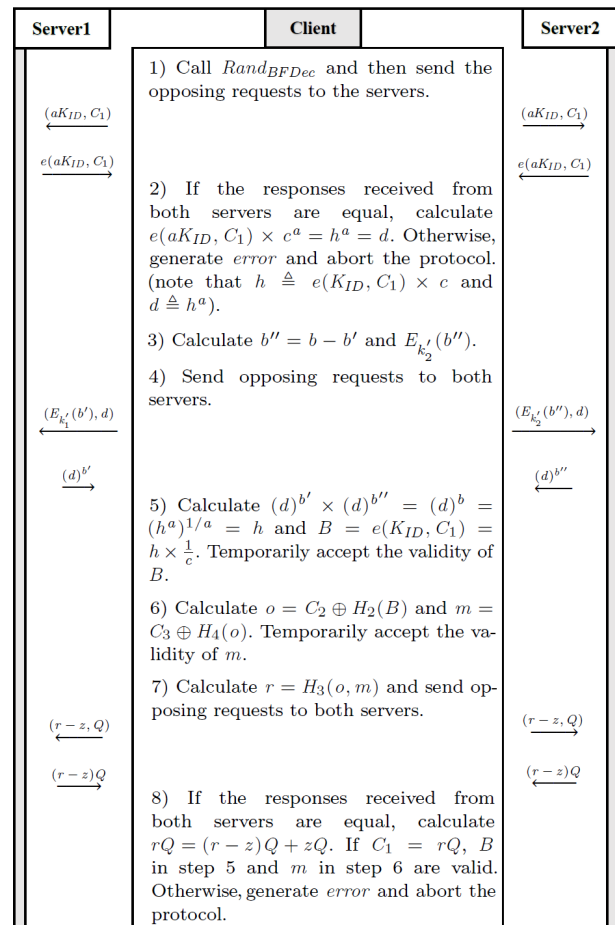 Server1 Client Server2
1) Call Rand_{BFDec} and then send the
opposing requests to the servers.
(aK_{ID}, C_1) (aK_{ID}, C_1)
e(aK_{ID}, C_1) e(aK_{ID}, C_1)
2) If the responses received from
both servers are equal, calculate
e(aK_{ID}, C_1) × c^a = h^a = d. Otherwise,
generate error and abort the protocol.
(note that h ≜ e(K_{ID}, C_1) × c and
d ≜ h^a).
3) Calculate b'' = b − b' and E_{k'_2}(b'').
4) Send opposing requests to both
servers.
(E_{k'_1}(b'), d) (E_{k'_2}(b''), d)
(d)^{b'} (d)^{b''}
5) Calculate (d)^{b'} × (d)^{b''} = (d)^b =
(h^a)^{1/a} = h and B = e(K_{ID}, C_1) =
h × \frac{1}{c}. Temporarily accept the validity of
B.
6) Calculate o = C_2 ⊕ H_2(B) and m =
C_3 ⊕ H_4(o). Temporarily accept the va-
lidity of m.
7) Calculate r = H_3(o, m) and send op-
posing requests to both servers.
(r − z, Q) (r − z, Q)
(r − z)Q (r − z)Q
8) If the responses received from
both servers are equal, calculate
rQ = (r − z)Q + zQ. If C_1 = rQ, B
in step 5 and m in step 6 are valid.
Otherwise, generate error and abort the
protocol.